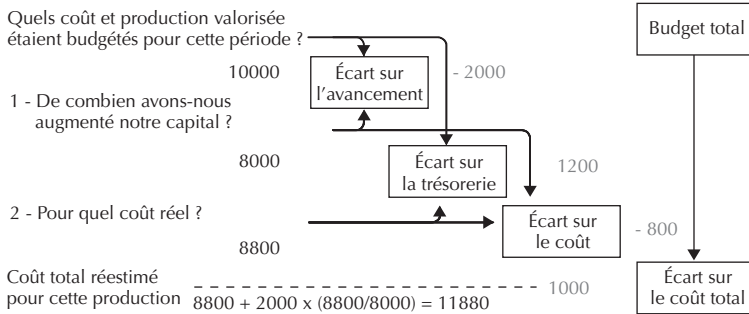 Quels coût et production valorisée
étaient budgétés pour cette période ?
Budget total
10000
Écart sur
l'avancement
- 2000
1 - De combien avons-nous
augmenté notre capital ?
8000
Écart sur
la trésorerie
1200
2 - Pour quel coût réel ?
8800
Écart sur
le coût
- 800
Coût total réestimé
pour cette production
8800 + 2000 x (8800/8000) = 11880
1000
Écart sur
le coût total